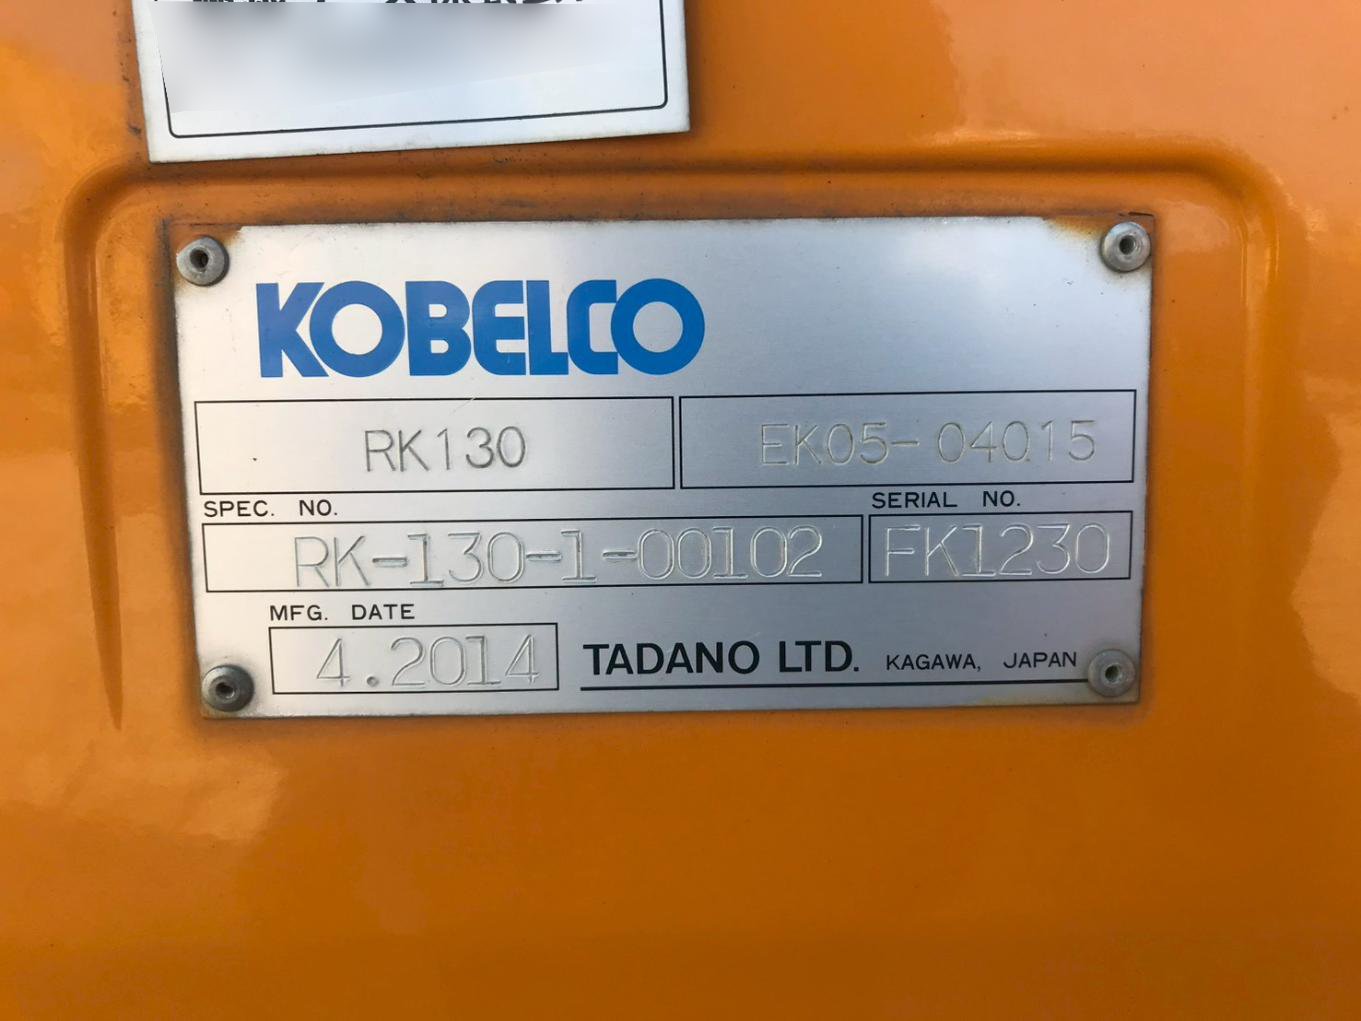 KOBELCO
RK130 EK05-04015
SPEC. NO. SERIAL NO.
RK-130-1-00102 FK1230
MFG. DATE
4.2014 TADANO LTD. KAGAWA, JAPAN